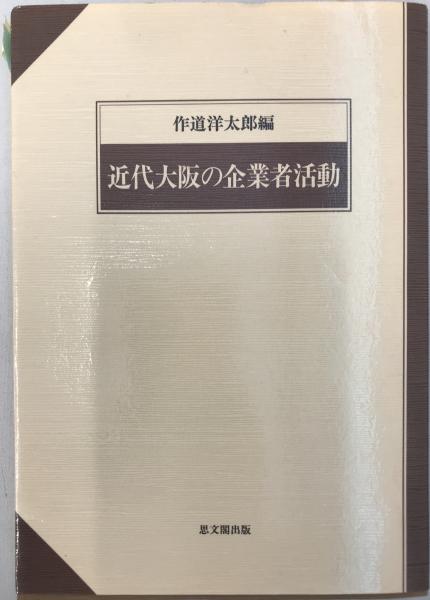 作道洋太郎編
近代大阪の企業者活動
思文閣出版